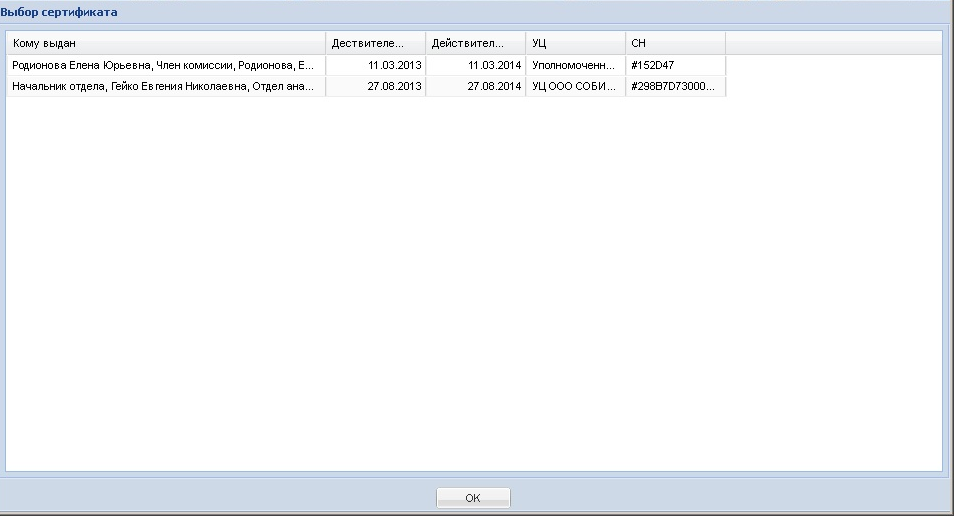 Выбор сертификата
Кому выдан Дествителе... Действител... УЦ СН
Родионова Елена Юрьевна, Член комиссии, Родионова, Е... 11.03.2013 11.03.2014 Уполномоченн... #152D47
Начальник отдела, Гейко Евгения Николаевна, Отдел ана... 27.08.2013 27.08.2014 УЦ ООО СОБИ... #298B7D73000...
OK